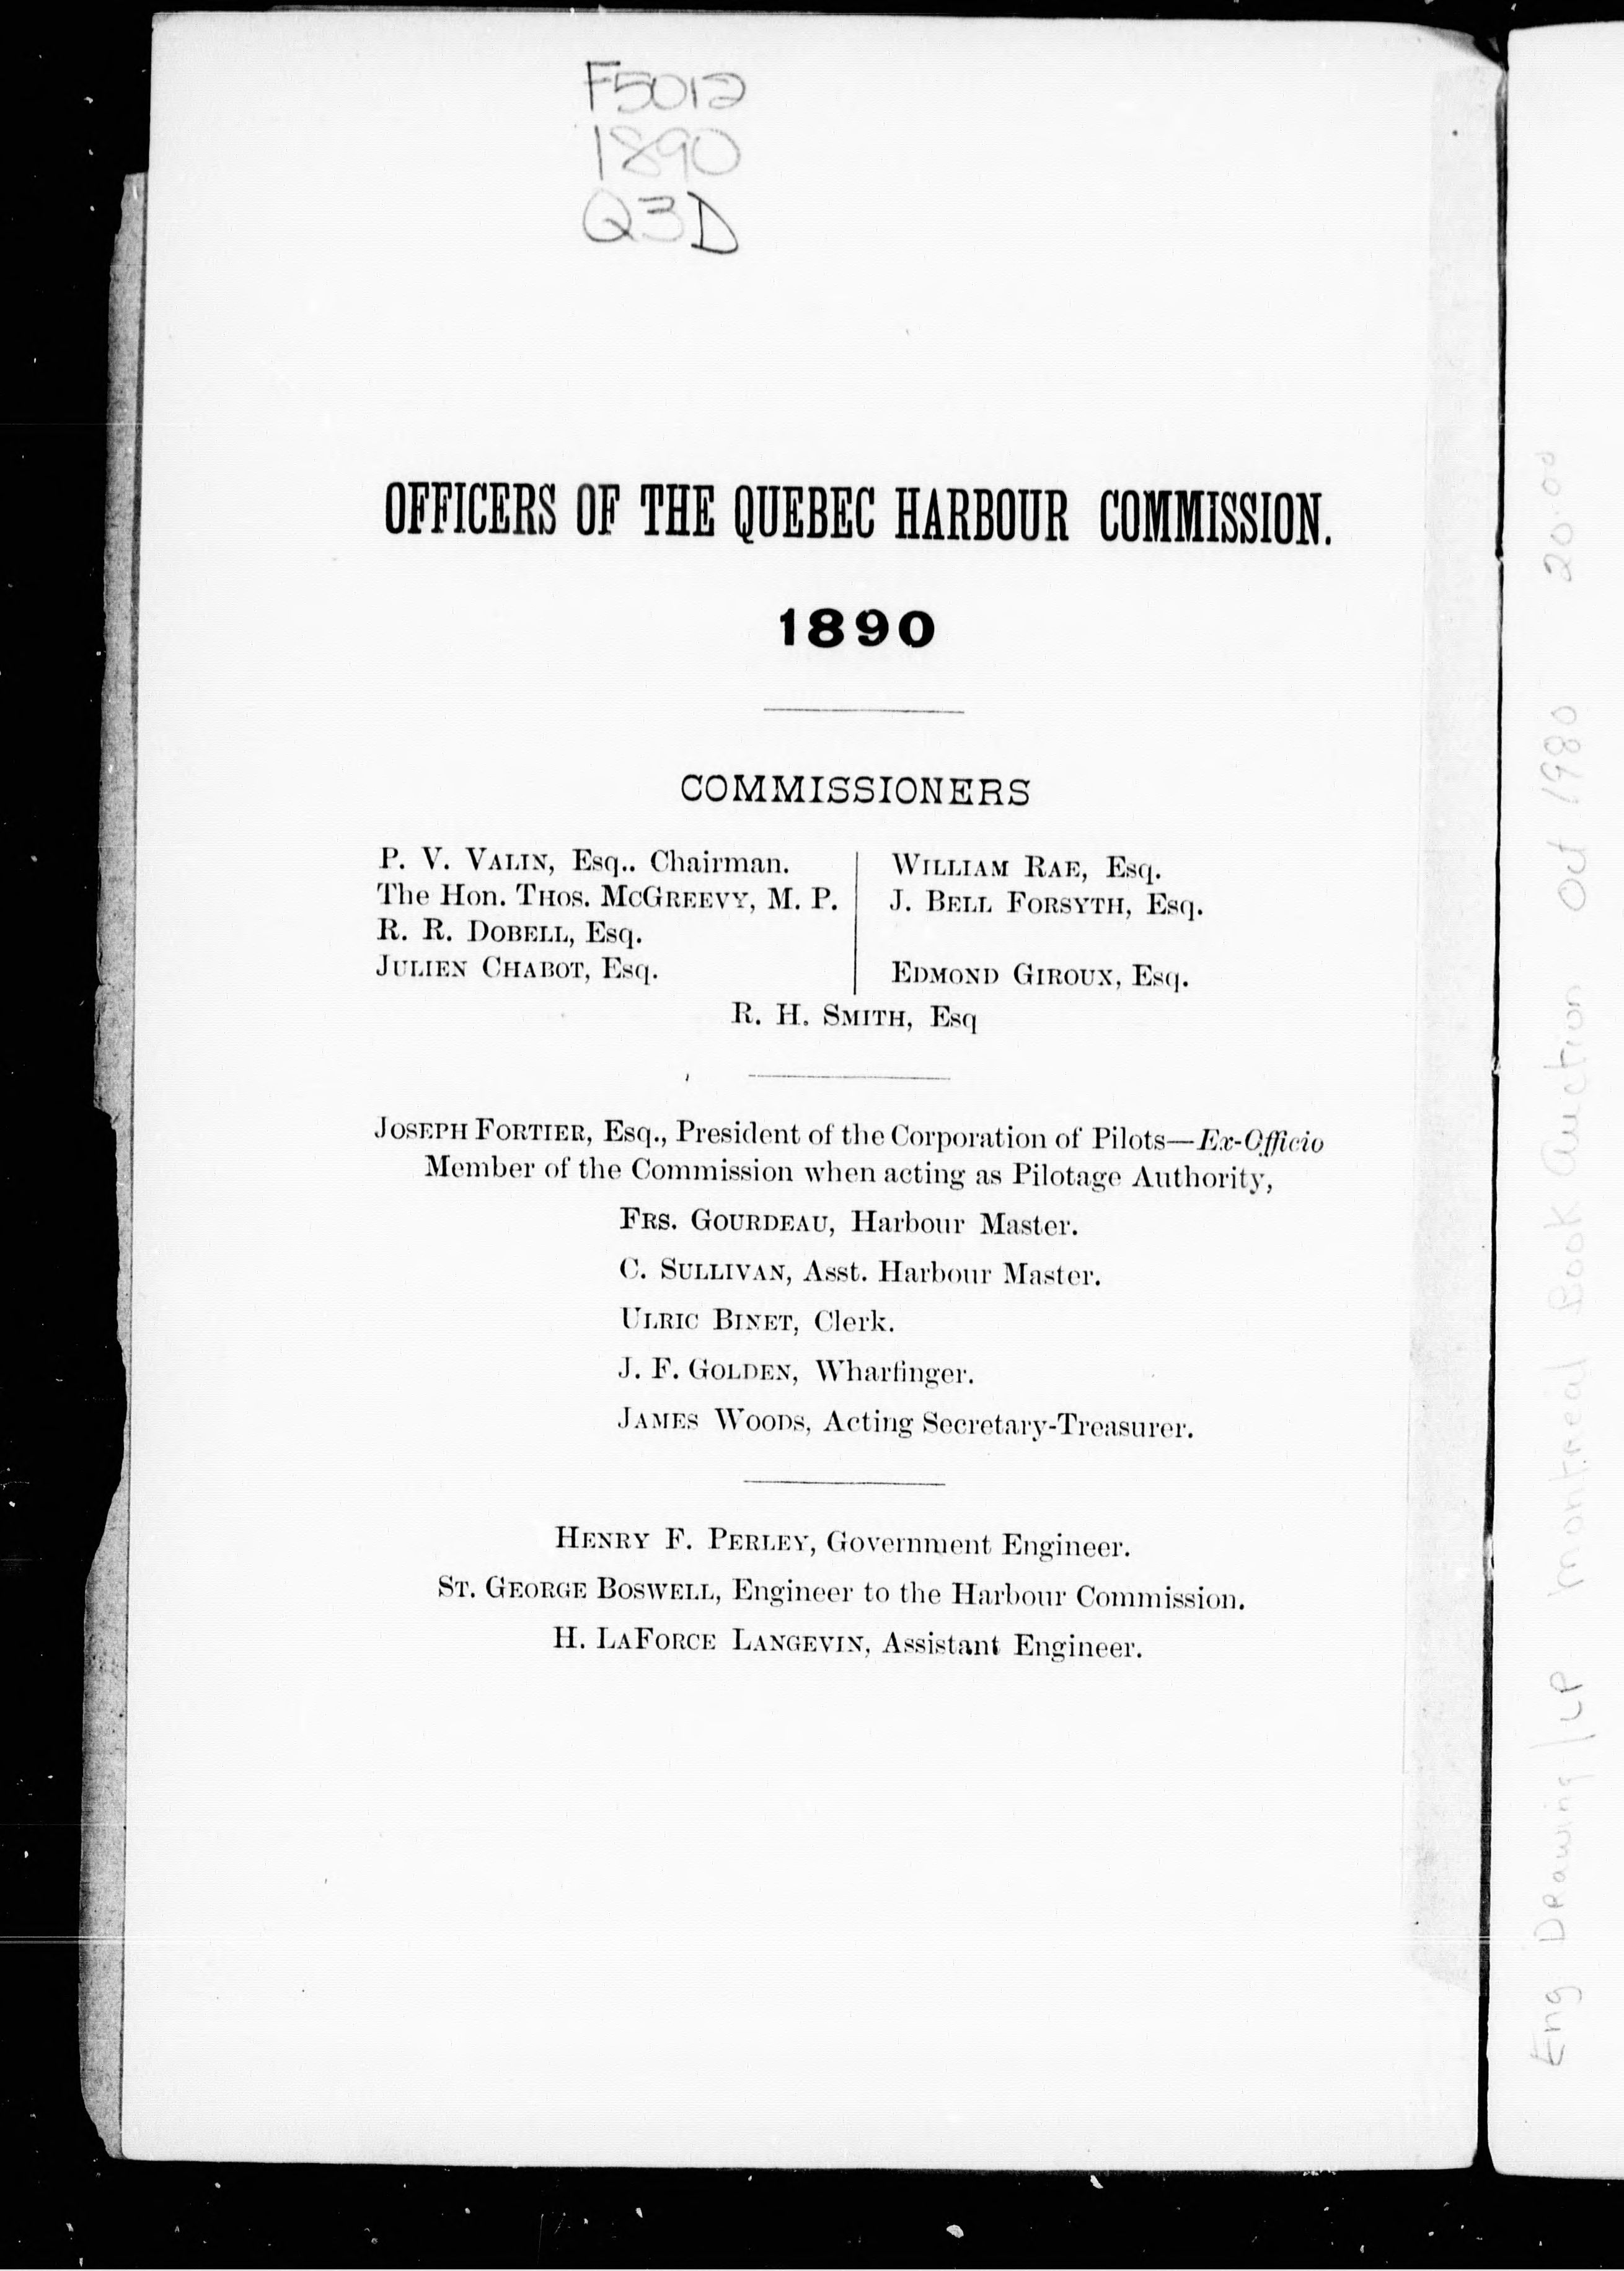 F5012
1890
Q3D
OFFICERS OF THE QUEBEC HARBOUR COMMISSION.
1890
COMMISSIONERS
P. V. VALIN, Esq.. Chairman.
The Hon. THOS. MCGREEVY, M. P.
R. R. DOBELL, Esq.
JULIEN CHABOT, Esq.
WILLIAM RAE, Esq.
J. BELL FORSYTH, Esq.
EDMOND GIROUX, Esq.
R. H. SMITH, Esq
JOSEPH FORTIER, Esq., President of the Corporation of Pilots—Ex-Officio
Member of the Commission when acting as Pilotage Authority,
FRS. GOURDEAU, Harbour Master.
C. SULLIVAN, Asst. Harbour Master.
ULRIC BINET, Clerk.
J. F. GOLDEN, Wharfinger.
JAMES WOODS, Acting Secretary-Treasurer.
HENRY F. PERLEY, Government Engineer.
ST. GEORGE BOSWELL, Engineer to the Harbour Commission.
H. LAFORCE LANGEVIN, Assistant Engineer.
Eng Drawing / LP Montreal Book Auction Oct 1980 20.00